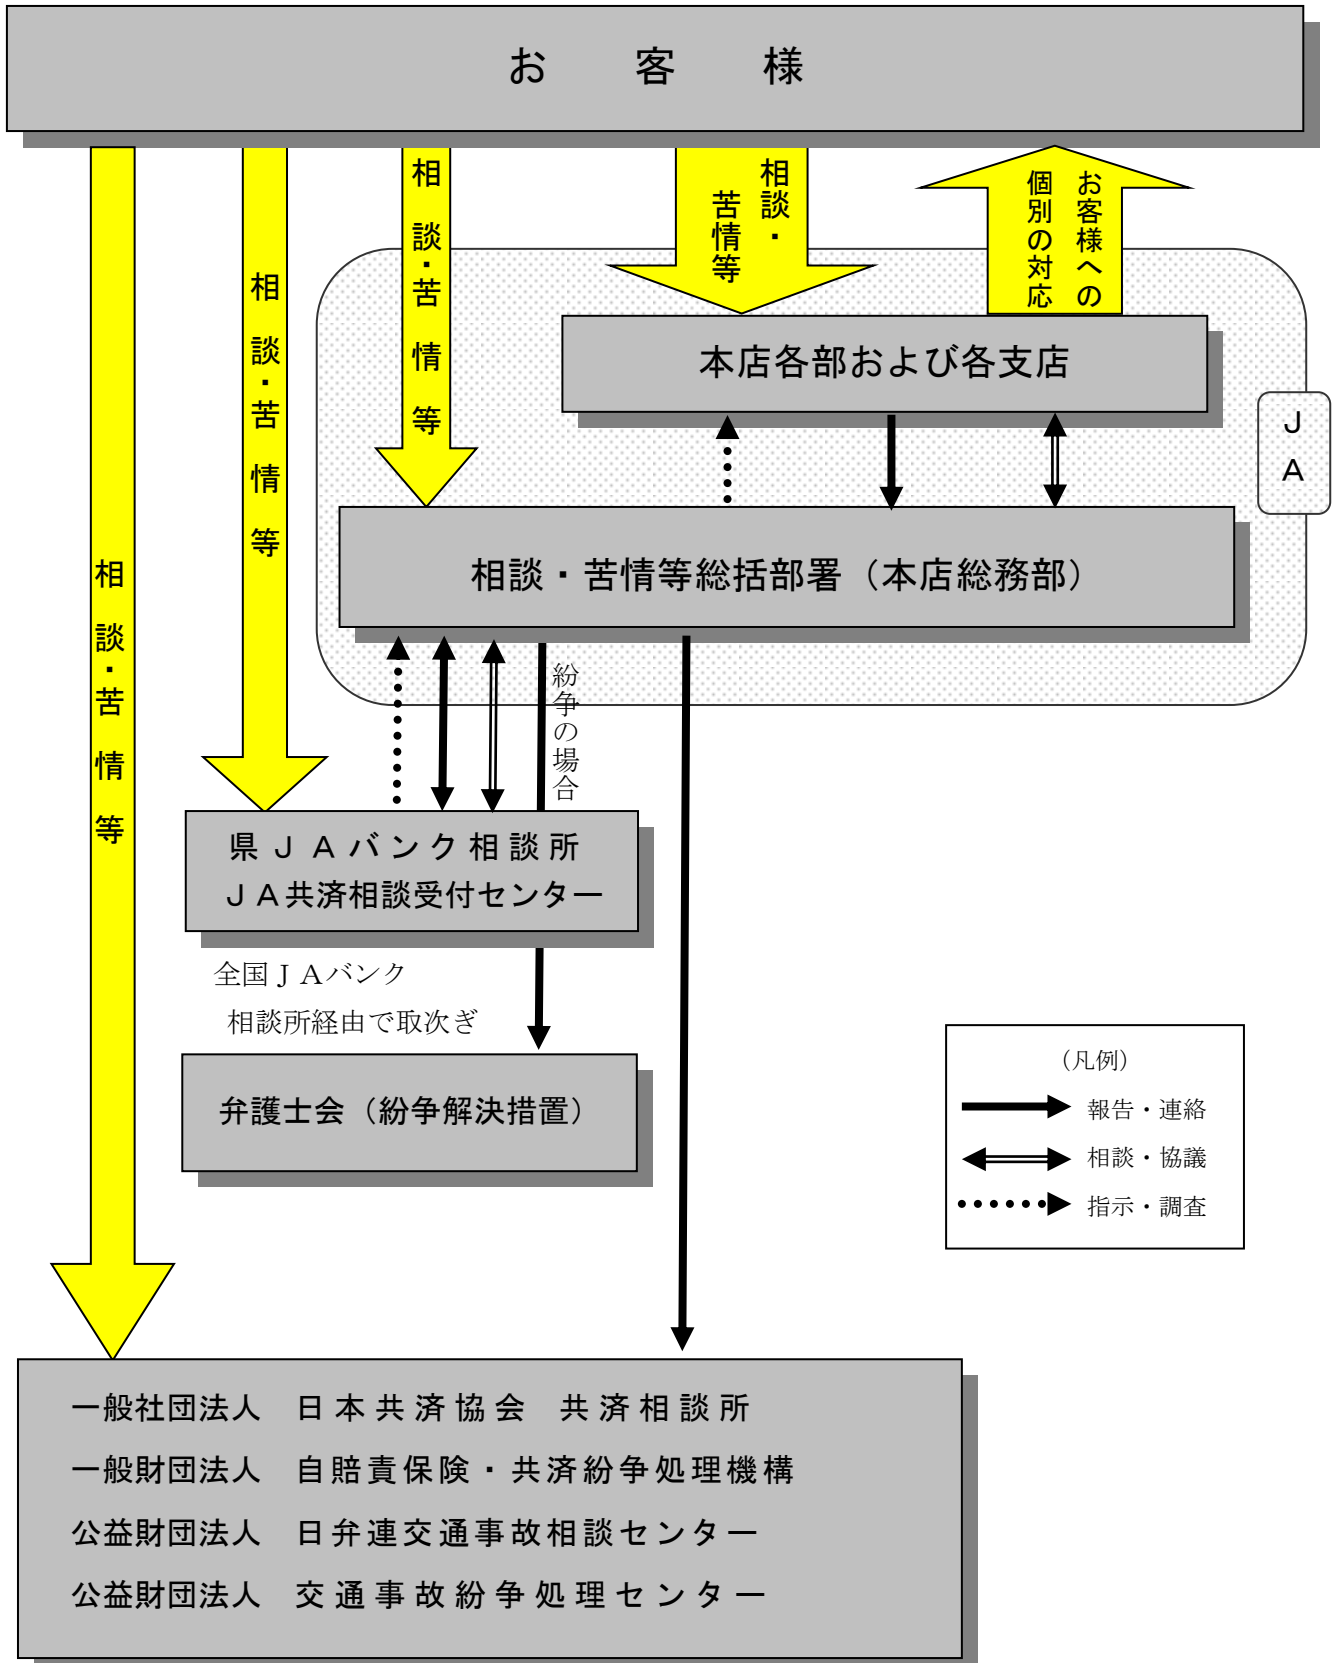 お　客　様
相談・苦情等
相談・苦情等
相談・苦情等
相談・
苦情等
お客様への
個別の対応
本店各部および各支店
ＪＡ
相談・苦情等総括部署（本店総務部）
紛争の場合
県ＪＡバンク相談所
ＪＡ共済相談受付センター
全国ＪＡバンク
相談所経由で取次ぎ
弁護士会（紛争解決措置）
（凡例）
報告・連絡
相談・協議
指示・調査
一般社団法人　日本共済協会　共済相談所
一般財団法人　自賠責保険・共済紛争処理機構
公益財団法人　日弁連交通事故相談センター
公益財団法人　交通事故紛争処理センター